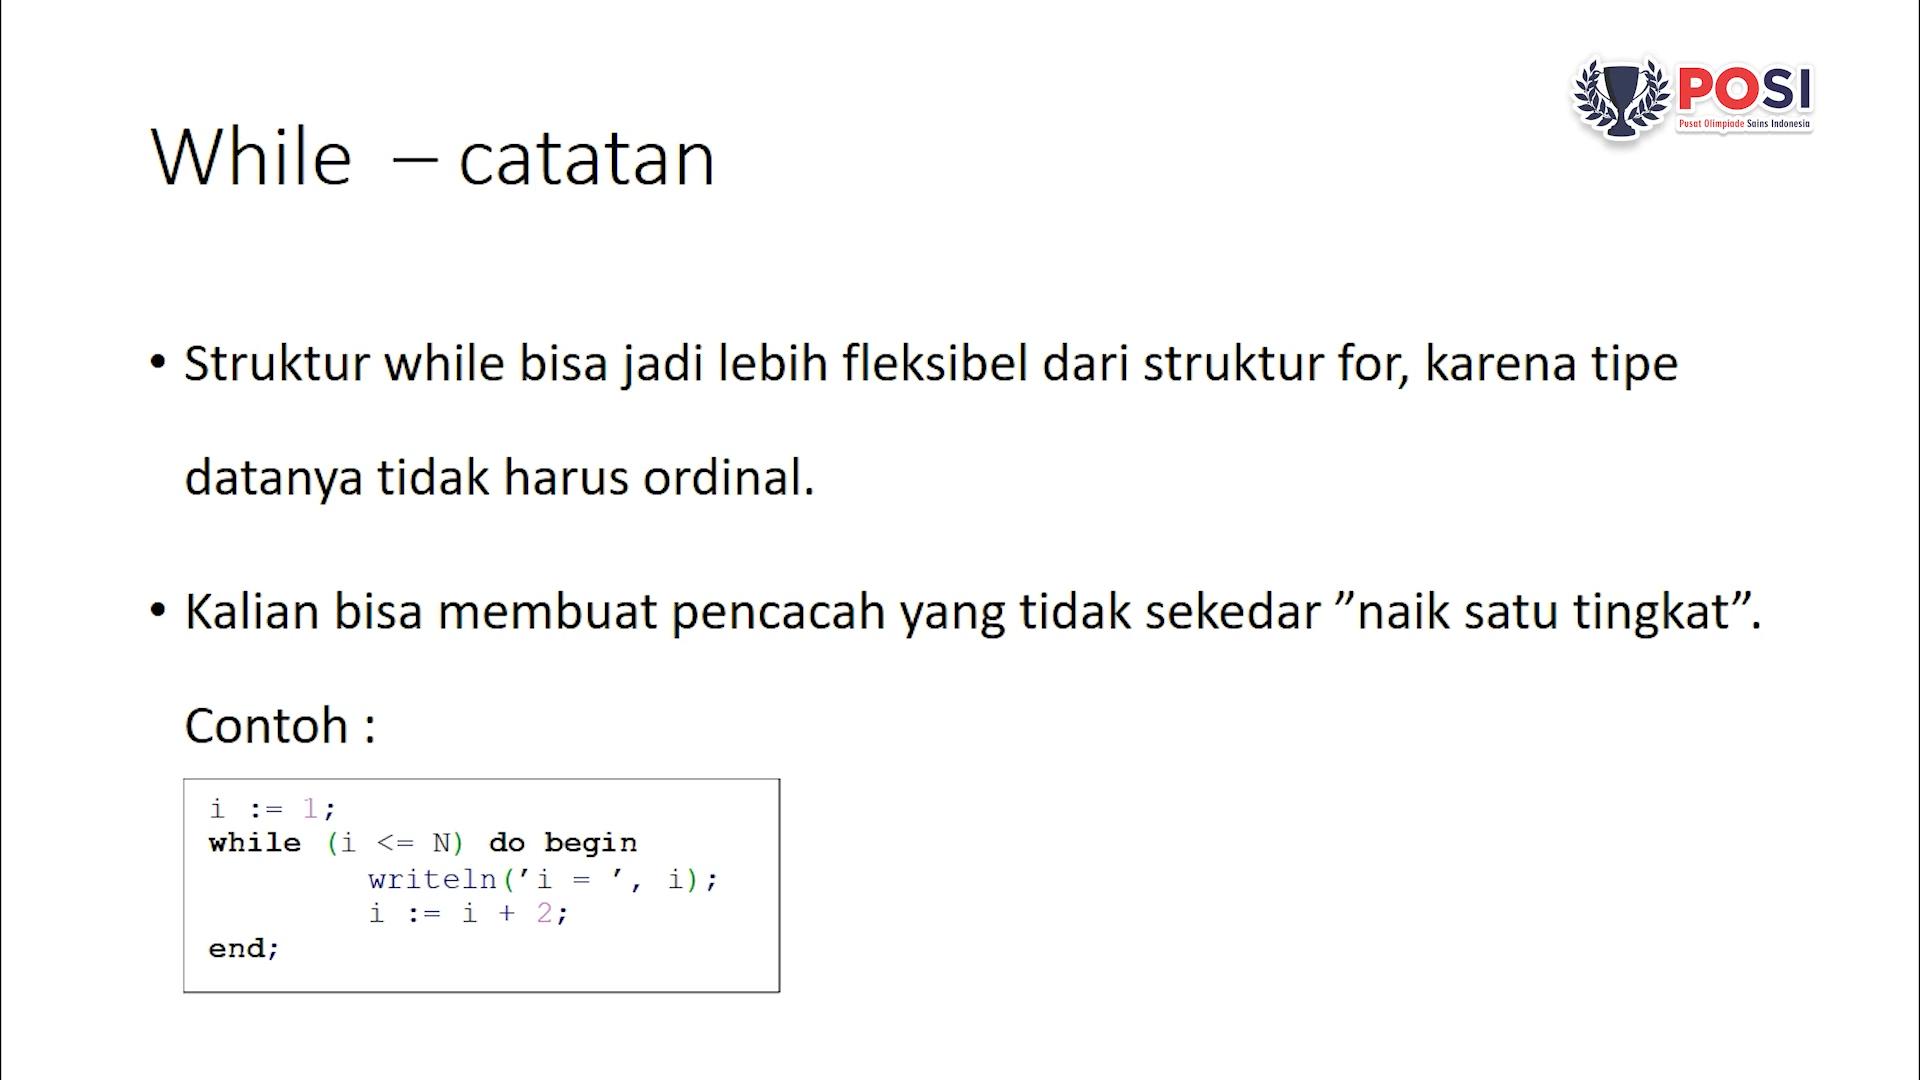 POSI
Pusat Olimpiade Sains Indonesia
While – catatan
• Struktur while bisa jadi lebih fleksibel dari struktur for, karena tipe
datanya tidak harus ordinal.
• Kalian bisa membuat pencacah yang tidak sekedar ”naik satu tingkat”.
Contoh :
i := 1;
while (i <= N) do begin
writeln(’i = ’, i);
i := i + 2;
end;